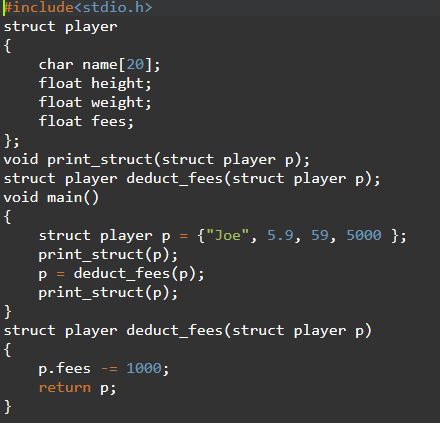 #include<stdio.h>
struct player
{
    char name[20];
    float height;
    float weight;
    float fees;
};
void print_struct(struct player p);
struct player deduct_fees(struct player p);
void main()
{
    struct player p = {"Joe", 5.9, 59, 5000 };
    print_struct(p);
    p = deduct_fees(p);
    print_struct(p);
}
struct player deduct_fees(struct player p)
{
    p.fees -= 1000;
    return p;
}